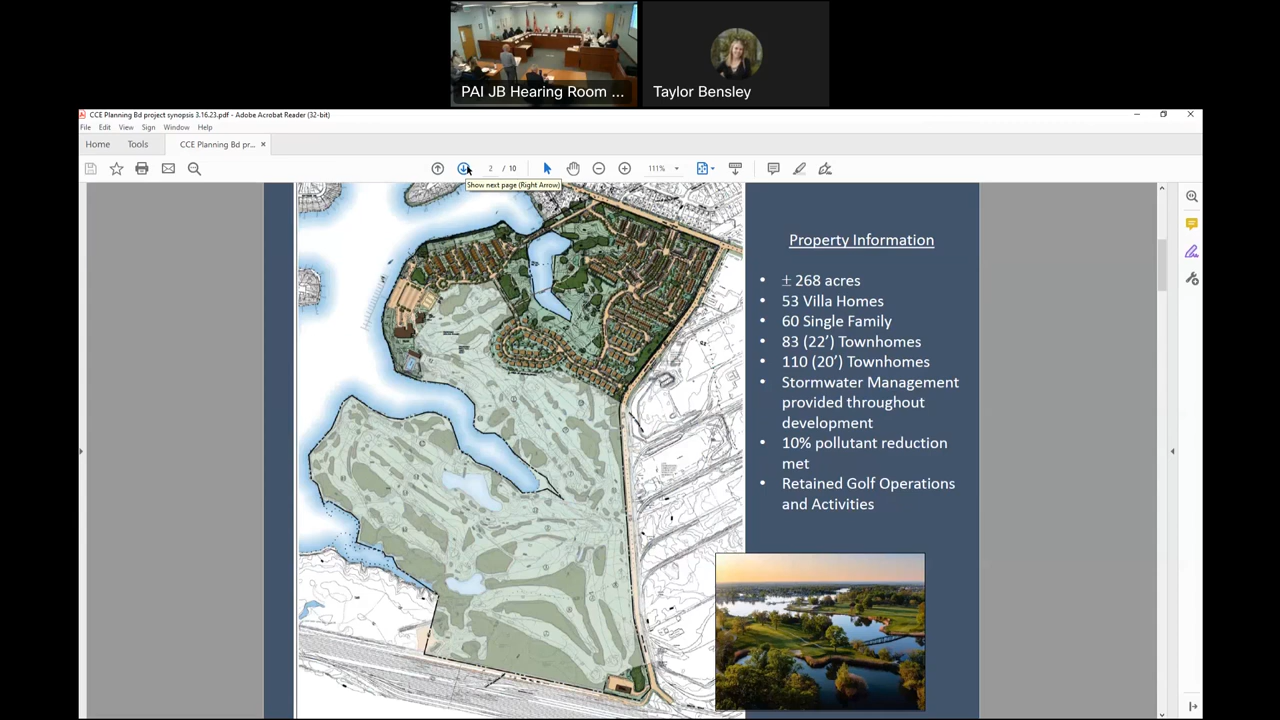 PAI JB Hearing Room ...
Taylor Bensley
CCE Planning Bd project synopsis 3.16.23.pdf - Adobe Acrobat Reader (32-bit)
File Edit View Sign Window Help
Home Tools CCE Planning Bd pr... ×
2 / 10 111%
Show next page (Right Arrow)
Property Information
• ± 268 acres
• 53 Villa Homes
• 60 Single Family
• 83 (22’) Townhomes
• 110 (20’) Townhomes
• Stormwater Management
provided throughout
development
• 10% pollutant reduction
met
• Retained Golf Operations
and Activities